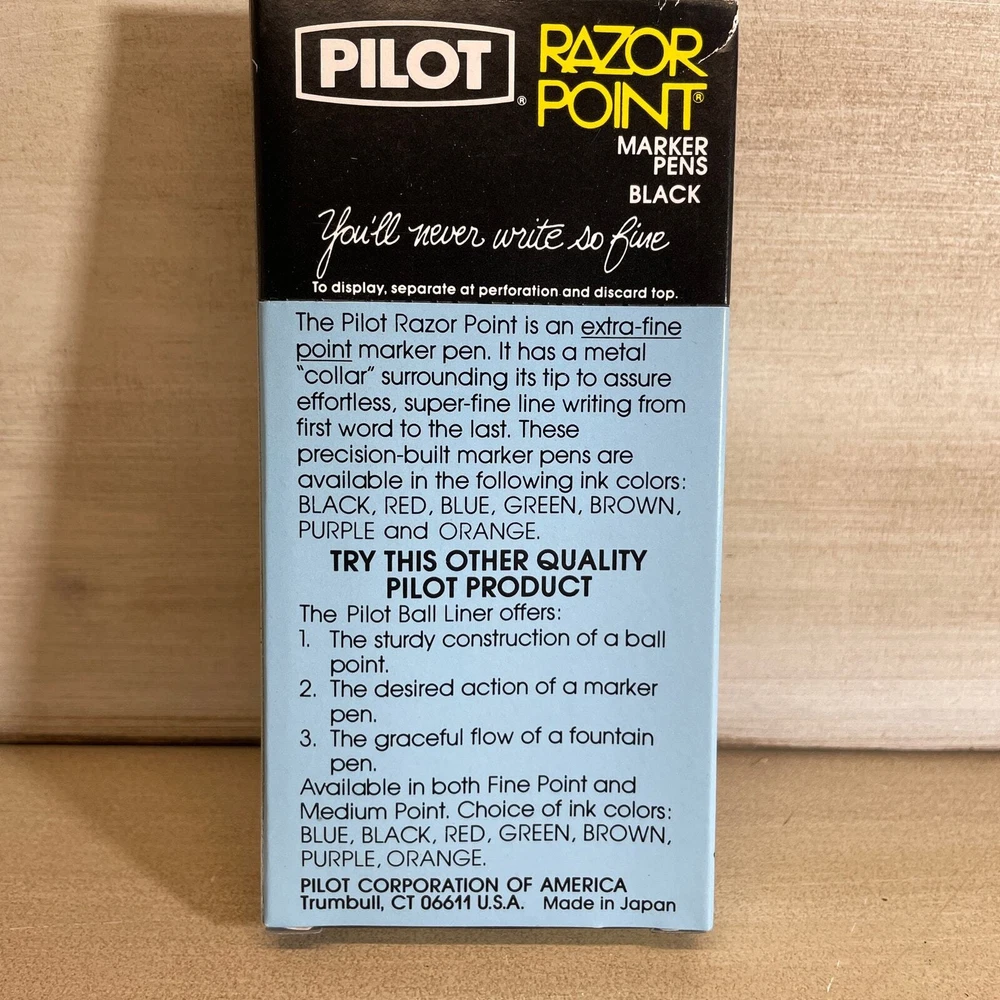 PILOT®
RAZOR
POINT®
MARKER
PENS
BLACK
You'll never write so fine
To display, separate at perforation and discard top.
The Pilot Razor Point is an extra-fine
point marker pen. It has a metal
"collar" surrounding its tip to assure
effortless, super-fine line writing from
first word to the last. These
precision-built marker pens are
available in the following ink colors:
BLACK, RED, BLUE, GREEN, BROWN,
PURPLE and ORANGE.
TRY THIS OTHER QUALITY
PILOT PRODUCT
The Pilot Ball Liner offers:
1. The sturdy construction of a ball
point.
2. The desired action of a marker
pen.
3. The graceful flow of a fountain
pen.
Available in both Fine Point and
Medium Point. Choice of ink colors:
BLUE, BLACK, RED, GREEN, BROWN,
PURPLE, ORANGE.
PILOT CORPORATION OF AMERICA
Trumbull, CT 06611 U.S.A. Made in Japan